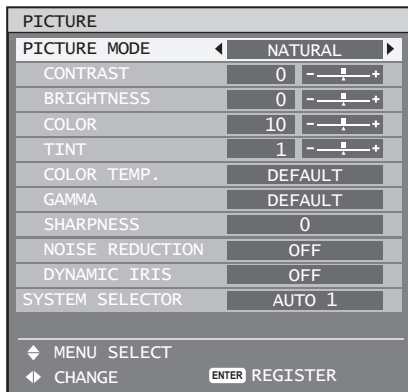 PICTURE
PICTURE MODE NATURAL
CONTRAST 0 - +
BRIGHTNESS 0 - +
COLOR 10 - +
TINT 1 - +
COLOR TEMP. DEFAULT
GAMMA DEFAULT
SHARPNESS 0
NOISE REDUCTION OFF
DYNAMIC IRIS OFF
SYSTEM SELECTOR AUTO 1
MENU SELECT
CHANGE ENTER REGISTER